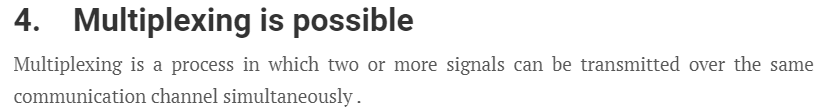 4. Multiplexing is possible
Multiplexing is a process in which two or more signals can be transmitted over the same
communication channel simultaneously .